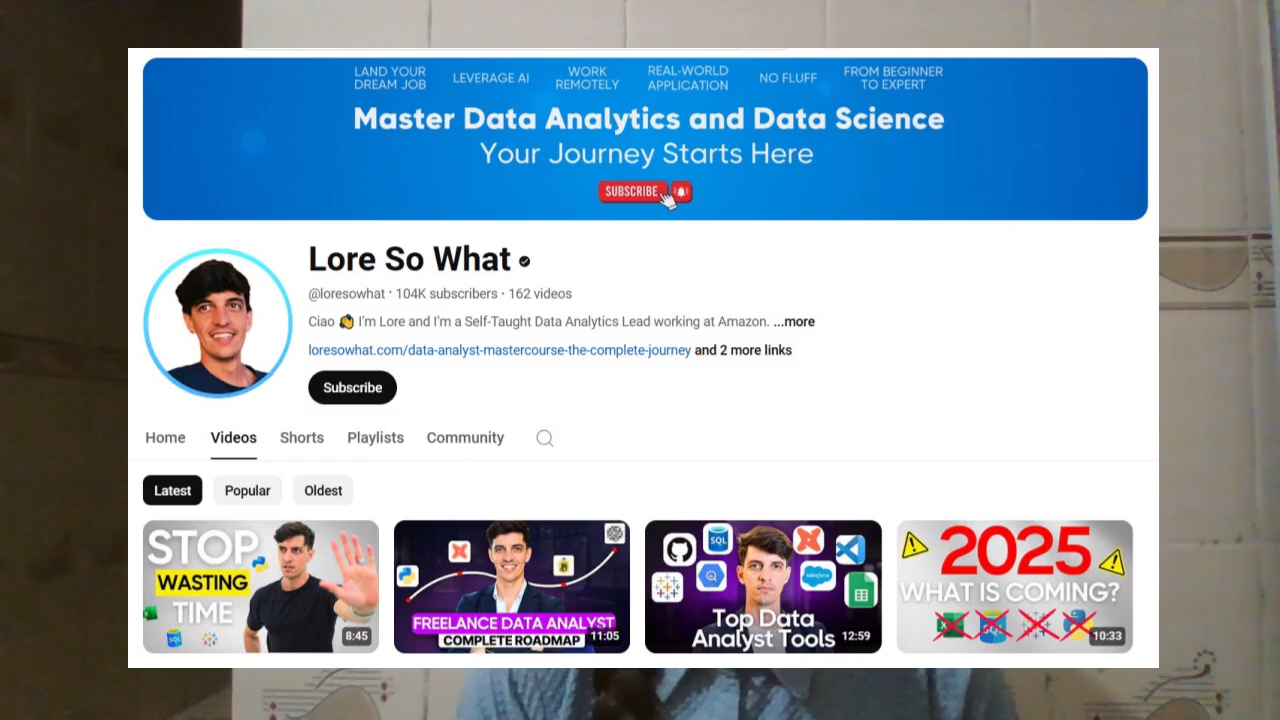 LAND YOUR
DREAM JOB
LEVERAGE AI
WORK
REMOTELY
REAL-WORLD
APPLICATION
NO FLUFF
FROM BEGINNER
TO EXPERT
Master Data Analytics and Data Science
Your Journey Starts Here
SUBSCRIBE
Lore So What
@loresowhat · 104K subscribers · 162 videos
Ciao 👏 I'm Lore and I'm a Self-Taught Data Analytics Lead working at Amazon. ...more
loresowhat.com/data-analyst-mastercourse-the-complete-journey and 2 more links
Subscribe
Home Videos Shorts Playlists Community
Latest Popular Oldest
STOP
WASTING
TIME
SQL
8:45
FREELANCE DATA ANALYST
COMPLETE ROADMAP
11:05
SQL
salesforce
Top Data
Analyst Tools
12:59
2025
WHAT IS COMING?
SQL
10:33